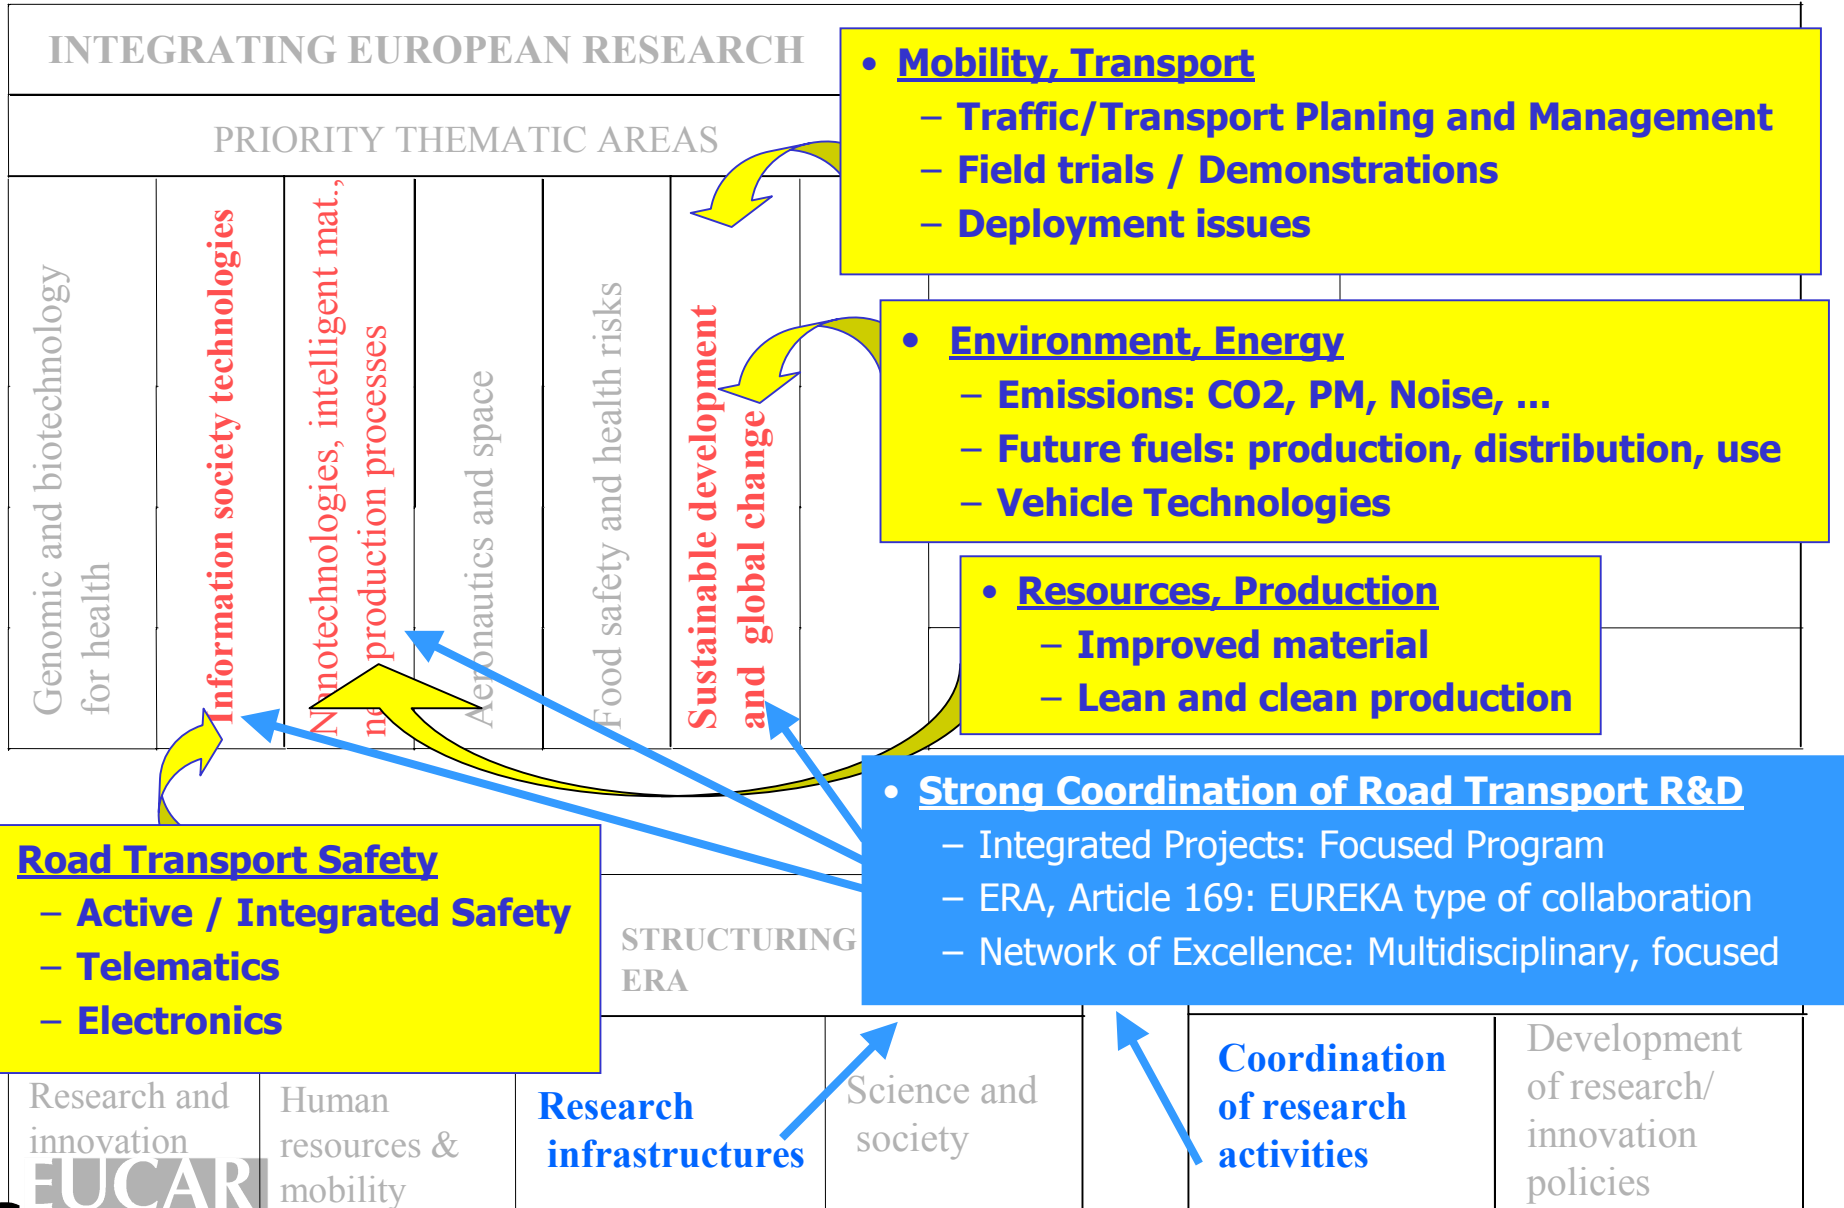 INTEGRATING EUROPEAN RESEARCH
PRIORITY THEMATIC AREAS
Genomic and biotechnology
for health
Information society technologies
Nanotechnologies, intelligent mat.,
new production processes
Aeronautics and space
Food safety and health risks
Sustainable development
and global change
• Mobility, Transport
– Traffic/Transport Planing and Management
– Field trials / Demonstrations
– Deployment issues
• Environment, Energy
– Emissions: CO2, PM, Noise, ...
– Future fuels: production, distribution, use
– Vehicle Technologies
• Resources, Production
– Improved material
– Lean and clean production
• Strong Coordination of Road Transport R&D
– Integrated Projects: Focused Program
– ERA, Article 169: EUREKA type of collaboration
– Network of Excellence: Multidisciplinary, focused
Road Transport Safety
– Active / Integrated Safety
– Telematics
– Electronics
STRUCTURING
ERA
Research and
innovation
Human
resources &
mobility
Research
infrastructures
Science and
society
Coordination
of research
activities
Development
of research/
innovation
policies
EUCAR